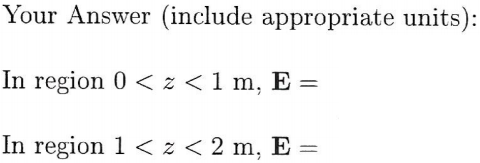 Your Answer (include appropriate units):
In region 0 < z < 1 m, E =
In region 1 < z < 2 m, E =